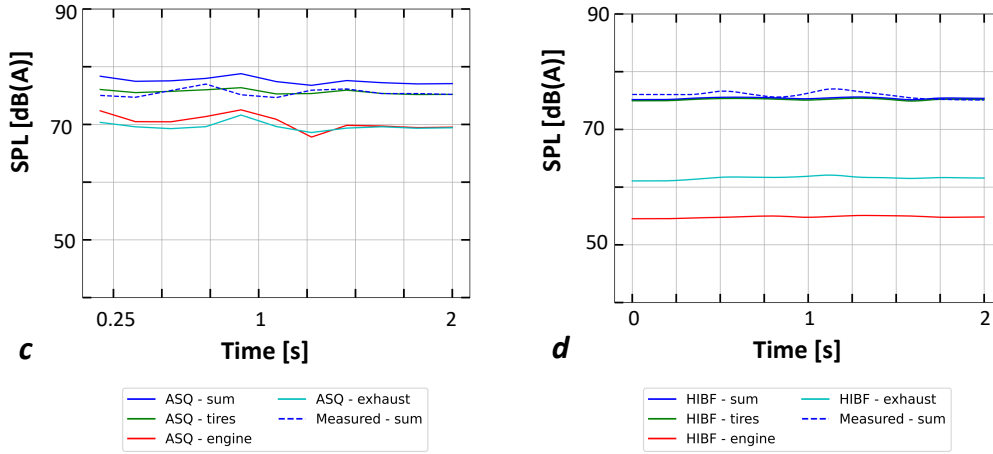 90
70
50
SPL [dB(A)]
0.25
1
2
c
Time [s]
ASQ - sum
ASQ - tires
ASQ - engine
ASQ - exhaust
Measured - sum
90
70
50
SPL [dB(A)]
0
1
2
d
Time [s]
HIBF - sum
HIBF - tires
HIBF - engine
HIBF - exhaust
Measured - sum